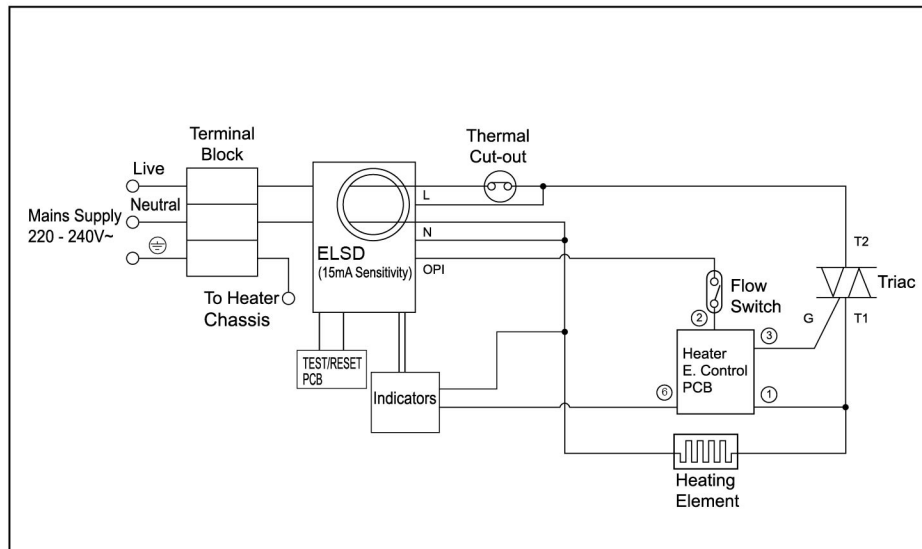 Terminal
Block
Thermal
Cut-out
Live
Neutral
Mains Supply
220 - 240V~
To Heater
Chassis
L
N
ELSD
(15mA Sensitivity)
OPI
T2
Triac
T1
G
Flow
Switch
②
③
Heater
E. Control
PCB
⑥
①
TEST/RESET
PCB
Indicators
Heating
Element